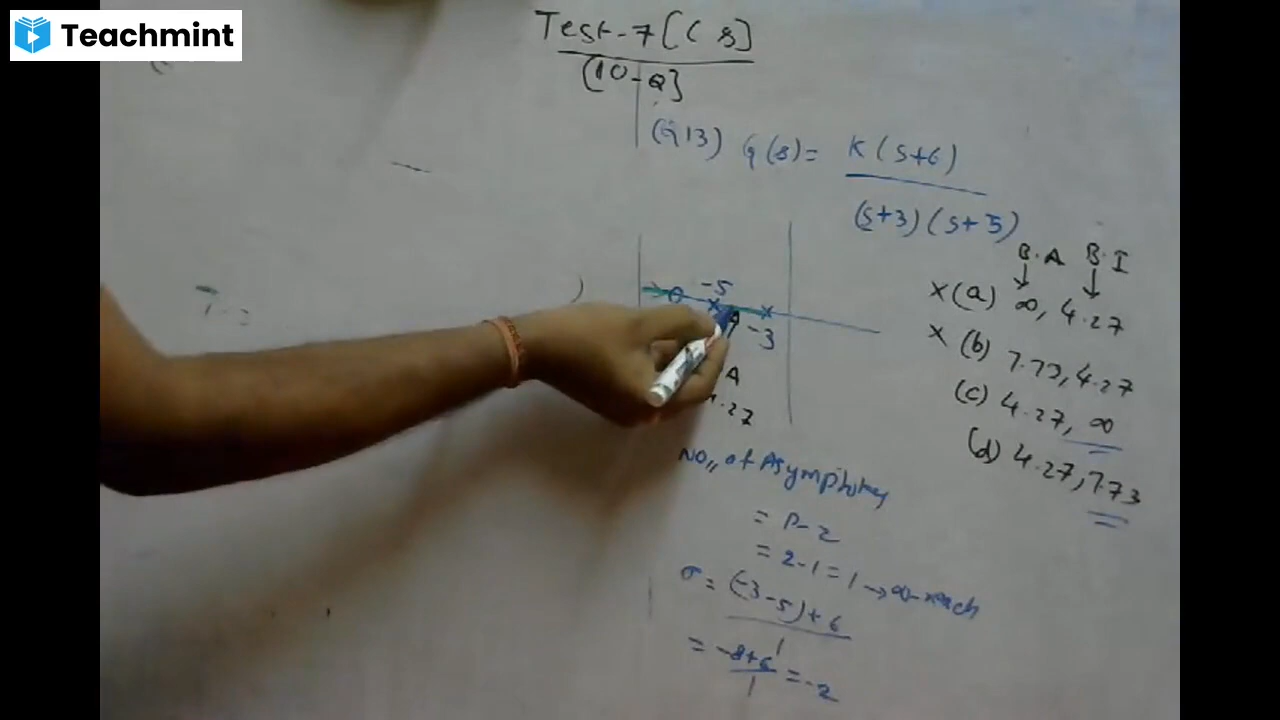 Teachmint
Test-7 [C S]
(10-Q]
(Q13) G(s) = K(s+6)
(s+3)(s+5)
B.A B.I
-5
-3
x (a) ∞, 4.27
x (b) 7.73, 4.27
(c) 4.27, ∞
(d) 4.27, 7.73
A
No,, of Asymptotes
= P-Z
= 2-1 = 1 → ∞-reach
σ = (-3-5)+6
1
= -8+6 = -2
1